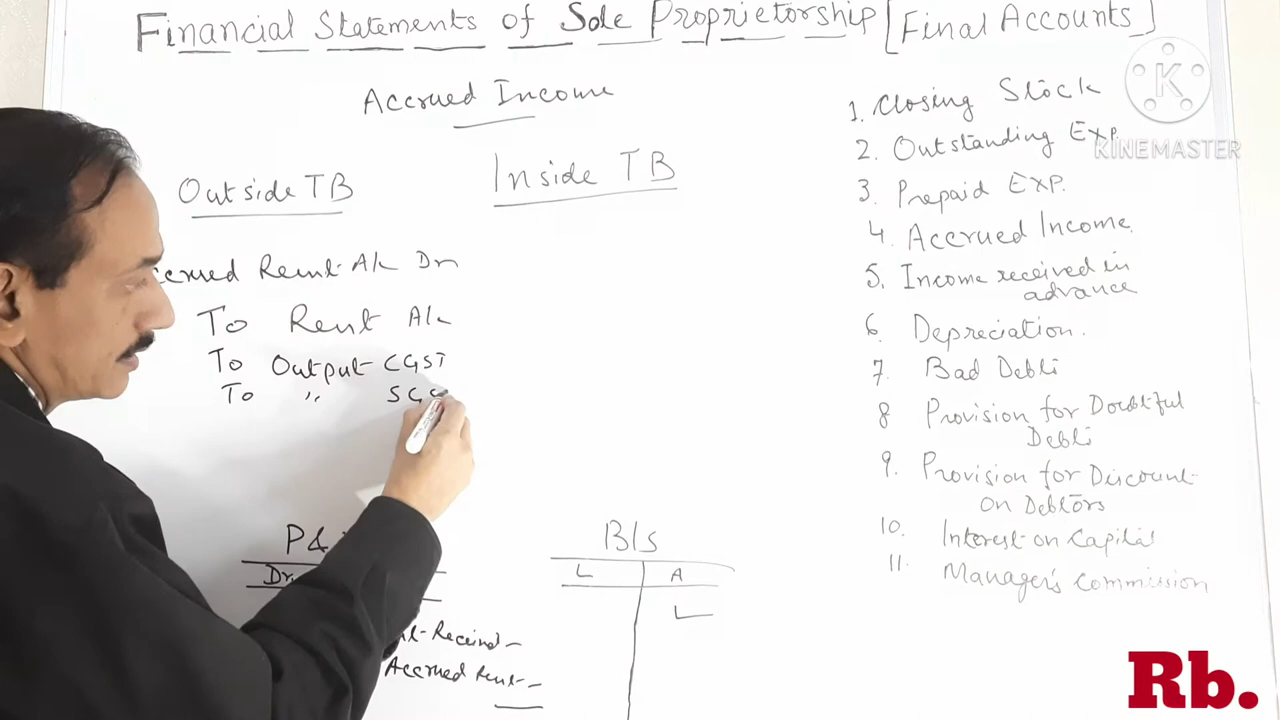 Financial Statements of Sole Proprietorship [Final Accounts]
Accrued Income
Outside TB
Inside TB
ccrued Rent A/c Dr
To Rent A/c
To Output CGST
To " SGS
P&
Dr.
Received -
Accrued Rent -
B/s
L A
1. Closing Stock
2. Outstanding Exp.
3. Prepaid Exp.
4. Accrued Income.
5. Income received in
advance
6. Depreciation.
7. Bad Debts
8 Provision for Doubtful
Debts
9. Provision for Discount
On Debtors
10. Interest on Capital
11. Manager's Commission
K
KINEMASTER
Rb.